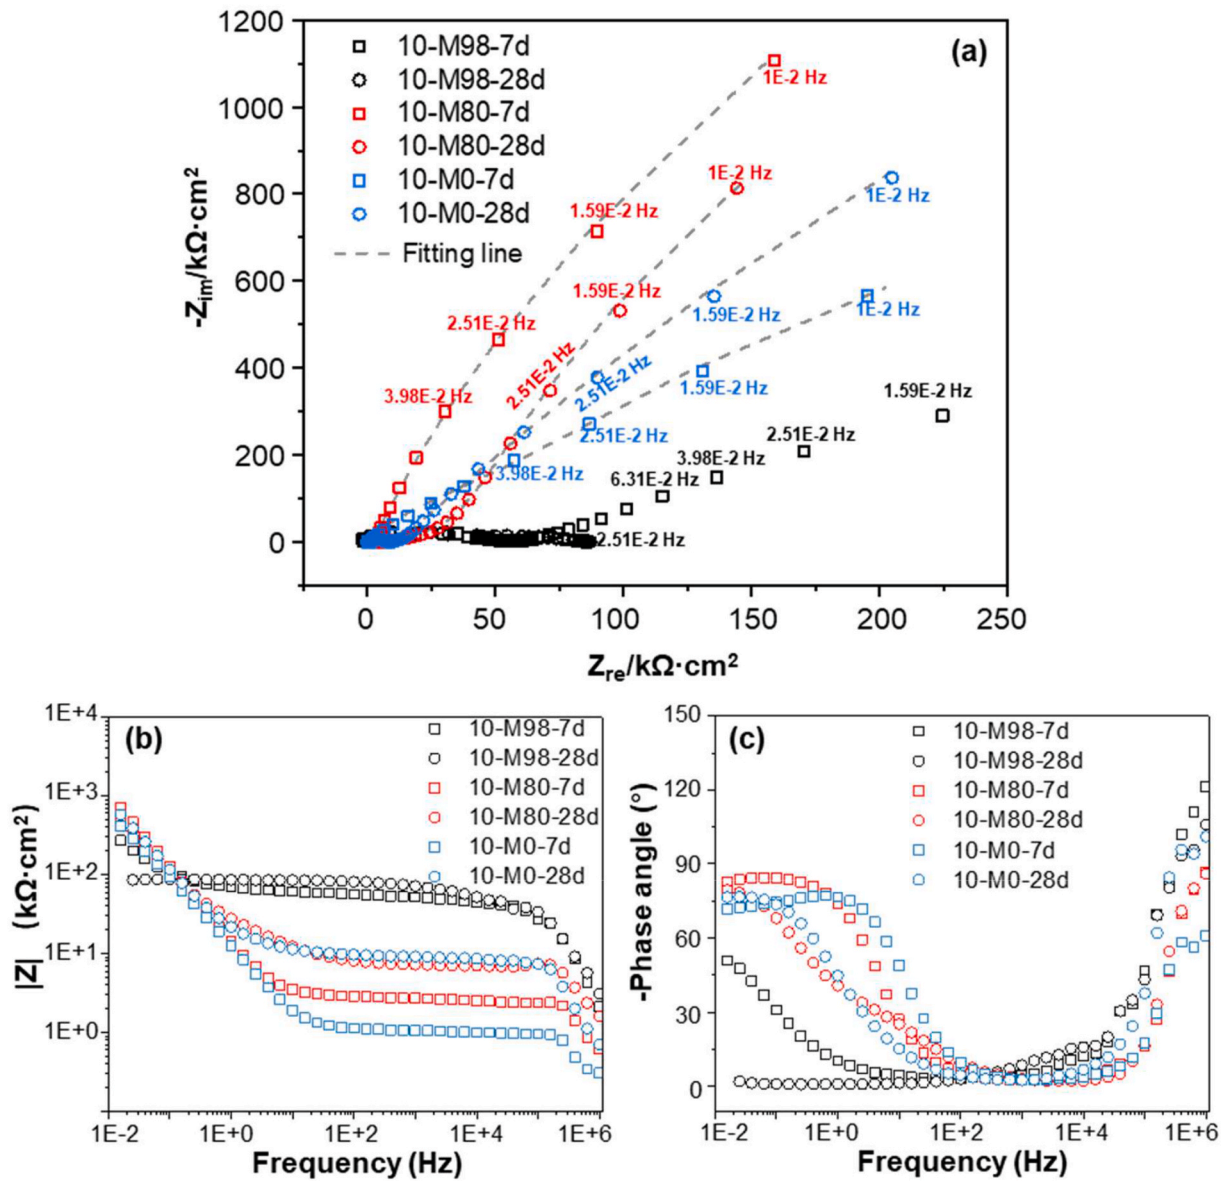 (a)
1200
1000
800
600
400
200
0
-Zim/kΩ·cm²
10-M98-7d
10-M98-28d
10-M80-7d
10-M80-28d
10-M0-7d
10-M0-28d
Fitting line
1E-2 Hz
1.59E-2 Hz
2.51E-2 Hz
3.98E-2 Hz
1E-2 Hz
1.59E-2 Hz
2.51E-2 Hz
1E-2 Hz
1.59E-2 Hz
2.51E-2 Hz
1E-2 Hz
1.59E-2 Hz
2.51E-2 Hz
3.98E-2 Hz
1.59E-2 Hz
2.51E-2 Hz
3.98E-2 Hz
6.31E-2 Hz
2.51E-2 Hz
0 50 100 150 200 250
Zre/kΩ·cm²
(b)
1E+4
1E+3
1E+2
1E+1
1E+0
|Z| (kΩ·cm²)
10-M98-7d
10-M98-28d
10-M80-7d
10-M80-28d
10-M0-7d
10-M0-28d
1E-2 1E+0 1E+2 1E+4 1E+6
Frequency (Hz)
(c)
150
120
90
60
30
0
-Phase angle (°)
10-M98-7d
10-M98-28d
10-M80-7d
10-M80-28d
10-M0-7d
10-M0-28d
1E-2 1E+0 1E+2 1E+4 1E+6
Frequency (Hz)